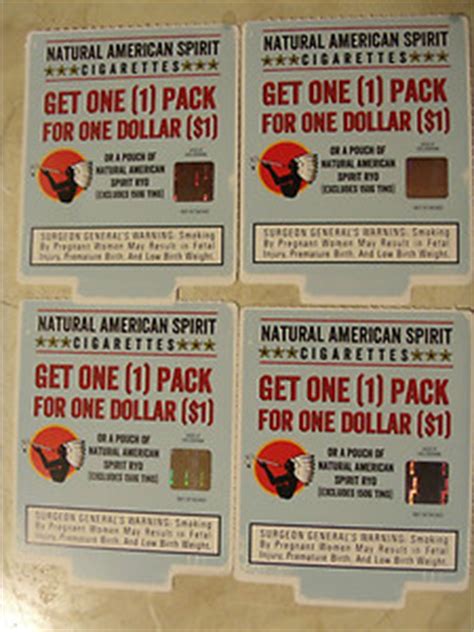 NATURAL AMERICAN SPIRIT
★★★CIGARETTES★★★
GET ONE (1) PACK
FOR ONE DOLLAR ($1)
OR A POUCH OF
NATURAL AMERICAN
SPIRIT RYO
(EXCLUDES 150G TINS)
SURGEON GENERAL'S WARNING: Smoking
By Pregnant Women May Result in Fetal
Injury, Premature Birth, And Low Birth Weight.
NATURAL AMERICAN SPIRIT
★★★CIGARETTES★★★
GET ONE (1) PACK
FOR ONE DOLLAR ($1)
OR A POUCH OF
NATURAL AMERICAN
SPIRIT RYO
(EXCLUDES 150G TINS)
SURGEON GENERAL'S WARNING: Smoking
By Pregnant Women May Result in Fetal
Injury, Premature Birth, And Low Birth Weight.
NATURAL AMERICAN SPIRIT
★★★CIGARETTES★★★
GET ONE (1) PACK
FOR ONE DOLLAR ($1)
OR A POUCH OF
NATURAL AMERICAN
SPIRIT RYO
(EXCLUDES 150G TINS)
SURGEON GENERAL'S WARNING: Smoking
By Pregnant Women May Result in Fetal
Injury, Premature Birth, And Low Birth Weight.
NATURAL AMERICAN SPIRIT
★★★CIGARETTES★★★
GET ONE (1) PACK
FOR ONE DOLLAR ($1)
OR A POUCH OF
NATURAL AMERICAN
SPIRIT RYO
(EXCLUDES 150G TINS)
SURGEON GENERAL'S WARNING: Smoking
By Pregnant Women May Result in Fetal
Injury, Premature Birth, And Low Birth Weight.